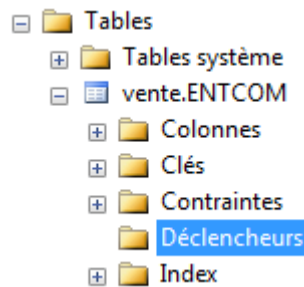 Tables
Tables système
vente.ENTCOM
Colonnes
Clés
Contraintes
Déclencheurs
Index